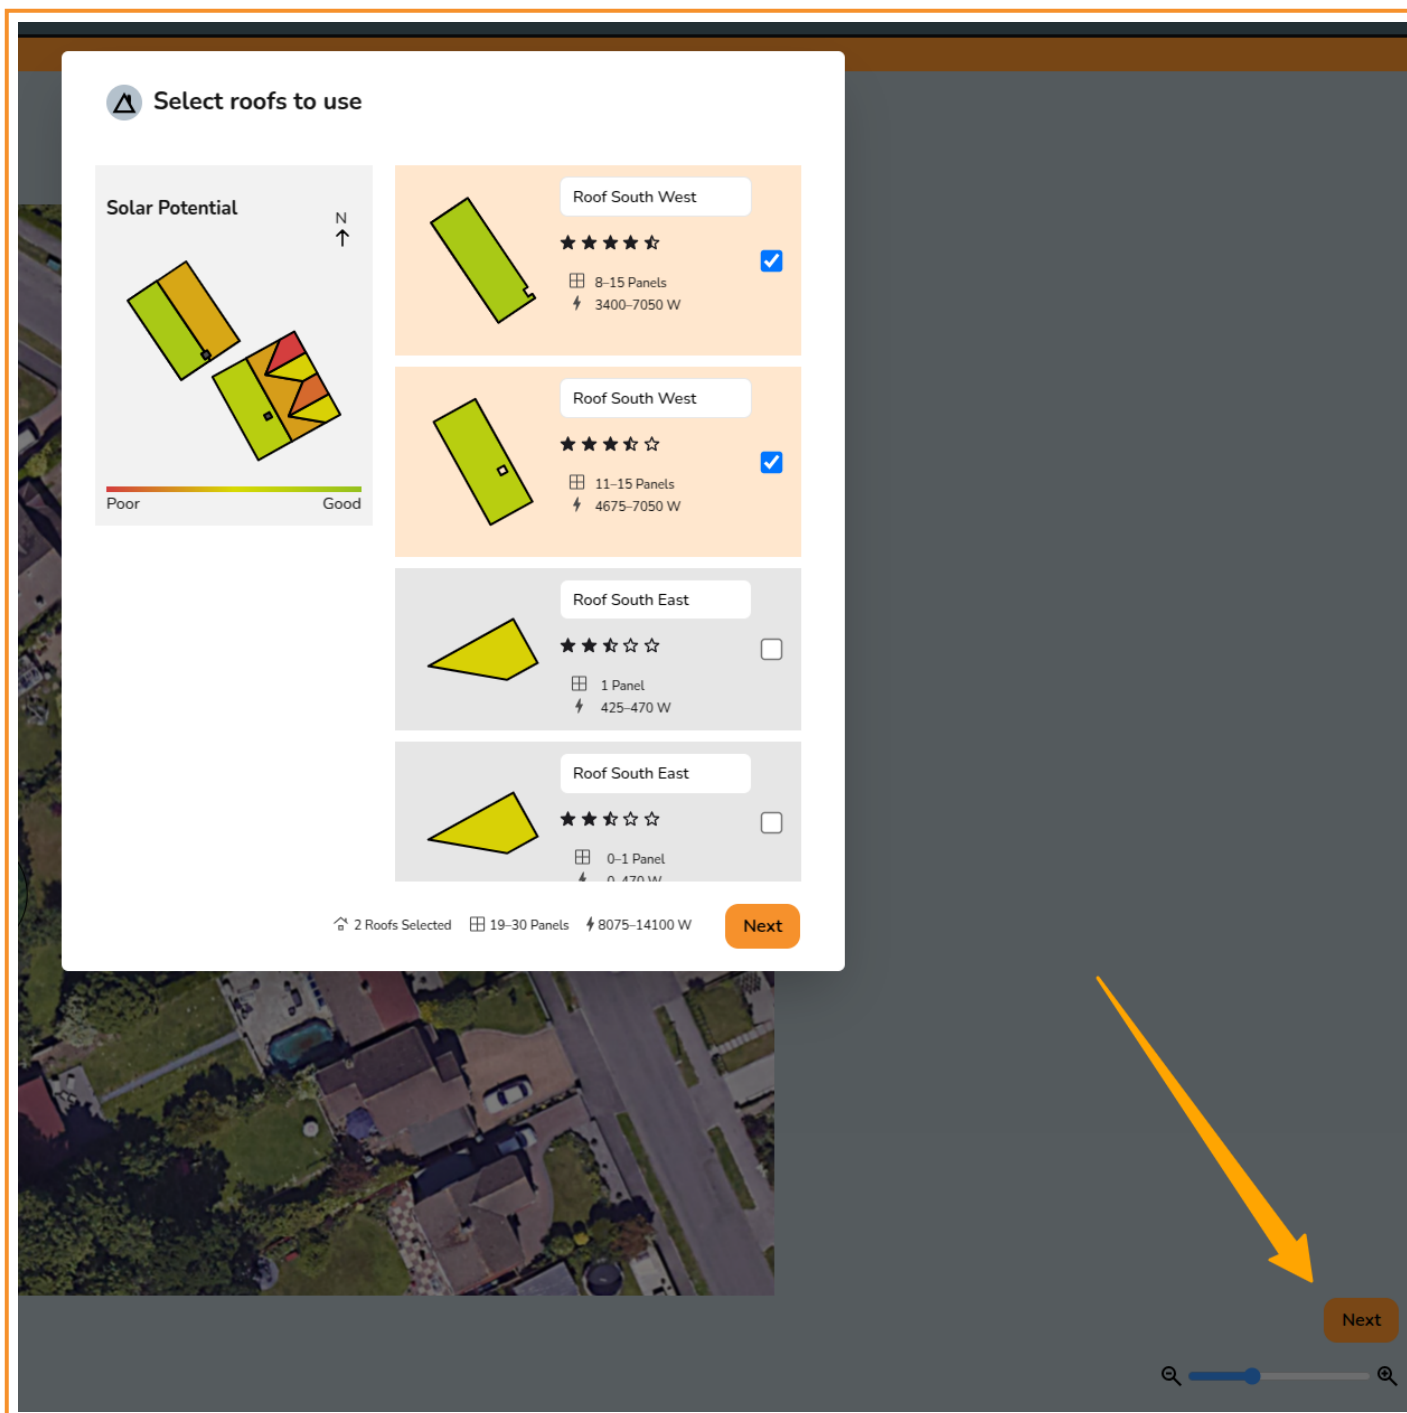 Select roofs to use
Solar Potential
N
Poor
Good
Roof South West
8–15 Panels
3400–7050 W
Roof South West
11–15 Panels
4675–7050 W
Roof South East
1 Panel
425–470 W
Roof South East
0–1 Panel
0–470 W
2 Roofs Selected
19–30 Panels
8075–14100 W
Next
Next